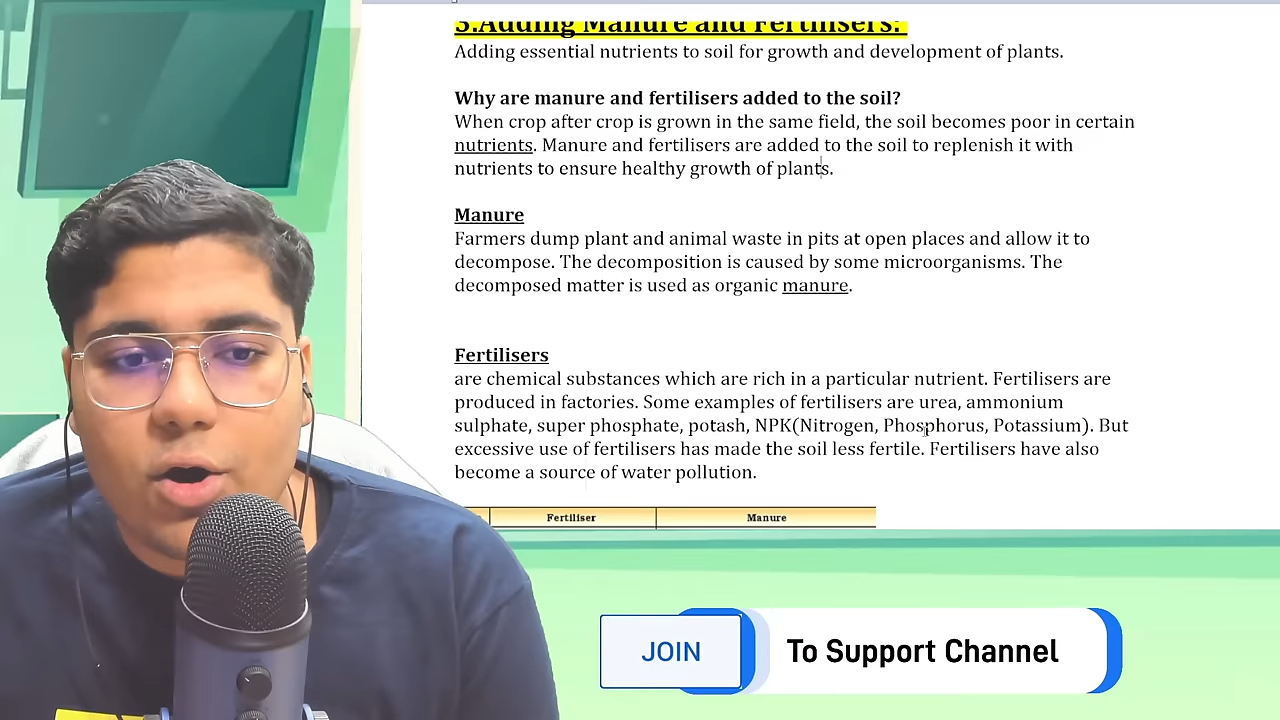 3.Adding Manure and Fertilisers:
Adding essential nutrients to soil for growth and development of plants.
Why are manure and fertilisers added to the soil?
When crop after crop is grown in the same field, the soil becomes poor in certain
nutrients. Manure and fertilisers are added to the soil to replenish it with
nutrients to ensure healthy growth of plants.
Manure
Farmers dump plant and animal waste in pits at open places and allow it to
decompose. The decomposition is caused by some microorganisms. The
decomposed matter is used as organic manure.
Fertilisers
are chemical substances which are rich in a particular nutrient. Fertilisers are
produced in factories. Some examples of fertilisers are urea, ammonium
sulphate, super phosphate, potash, NPK(Nitrogen, Phosphorus, Potassium). But
excessive use of fertilisers has made the soil less fertile. Fertilisers have also
become a source of water pollution.
Fertiliser Manure
JOIN To Support Channel